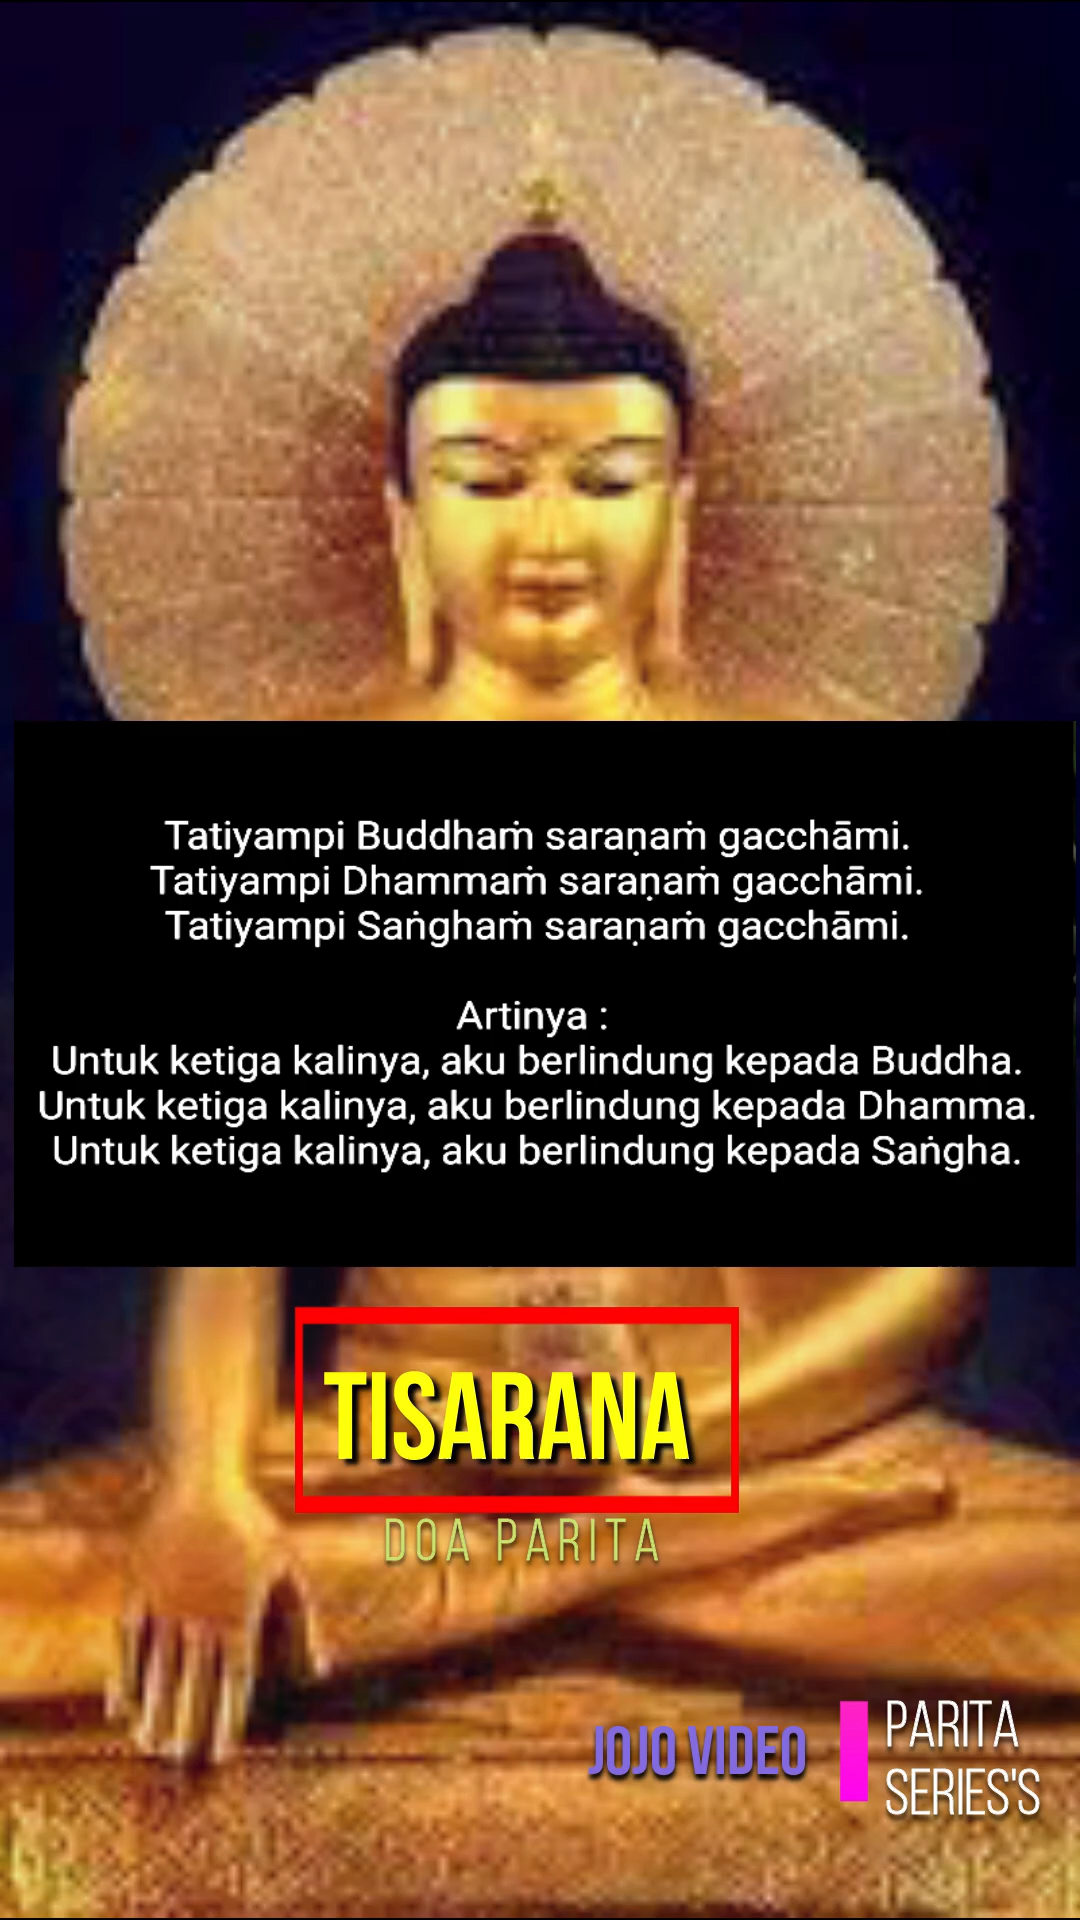 Tatiyampi Buddhaṁ saraṇaṁ gacchāmi.
Tatiyampi Dhammaṁ saraṇaṁ gacchāmi.
Tatiyampi Saṅghaṁ saraṇaṁ gacchāmi.
Artinya :
Untuk ketiga kalinya, aku berlindung kepada Buddha.
Untuk ketiga kalinya, aku berlindung kepada Dhamma.
Untuk ketiga kalinya, aku berlindung kepada Saṅgha.
TISARANA
DOA PARITA
JOJO VIDEO
PARITA
SERIES'S